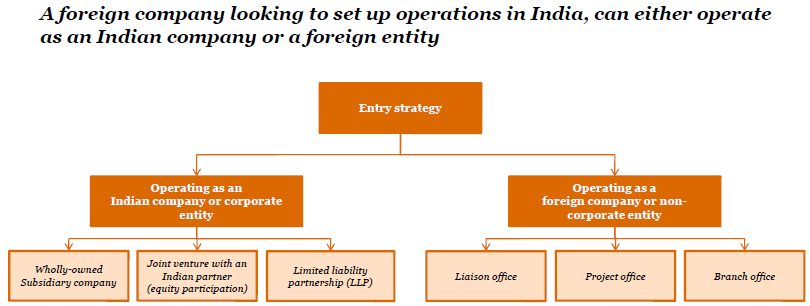 A foreign company looking to set up operations in India, can either operate
as an Indian company or a foreign entity
Entry strategy
Operating as an
Indian company or corporate
entity
Operating as a
foreign company or non-
corporate entity
Wholly-owned
Subsidiary company
Joint venture with an
Indian partner
(equity participation)
Limited liability
partnership (LLP)
Liaison office
Project office
Branch office